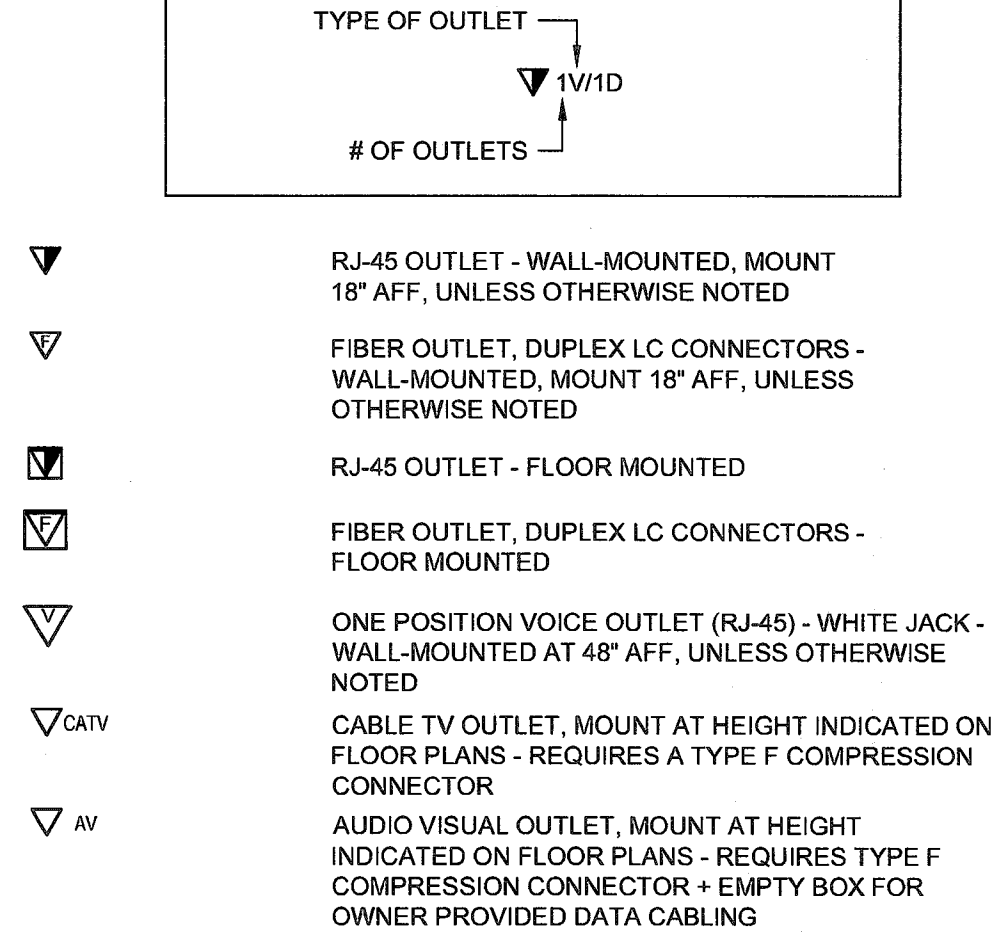 TYPE OF OUTLET
1V/1D
# OF OUTLETS
RJ-45 OUTLET - WALL-MOUNTED, MOUNT
18" AFF, UNLESS OTHERWISE NOTED
F
FIBER OUTLET, DUPLEX LC CONNECTORS -
WALL-MOUNTED, MOUNT 18" AFF, UNLESS
OTHERWISE NOTED
RJ-45 OUTLET - FLOOR MOUNTED
F
FIBER OUTLET, DUPLEX LC CONNECTORS -
FLOOR MOUNTED
V
ONE POSITION VOICE OUTLET (RJ-45) - WHITE JACK -
WALL-MOUNTED AT 48" AFF, UNLESS OTHERWISE
NOTED
CATV
CABLE TV OUTLET, MOUNT AT HEIGHT INDICATED ON
FLOOR PLANS - REQUIRES A TYPE F COMPRESSION
CONNECTOR
AV
AUDIO VISUAL OUTLET, MOUNT AT HEIGHT
INDICATED ON FLOOR PLANS - REQUIRES TYPE F
COMPRESSION CONNECTOR + EMPTY BOX FOR
OWNER PROVIDED DATA CABLING